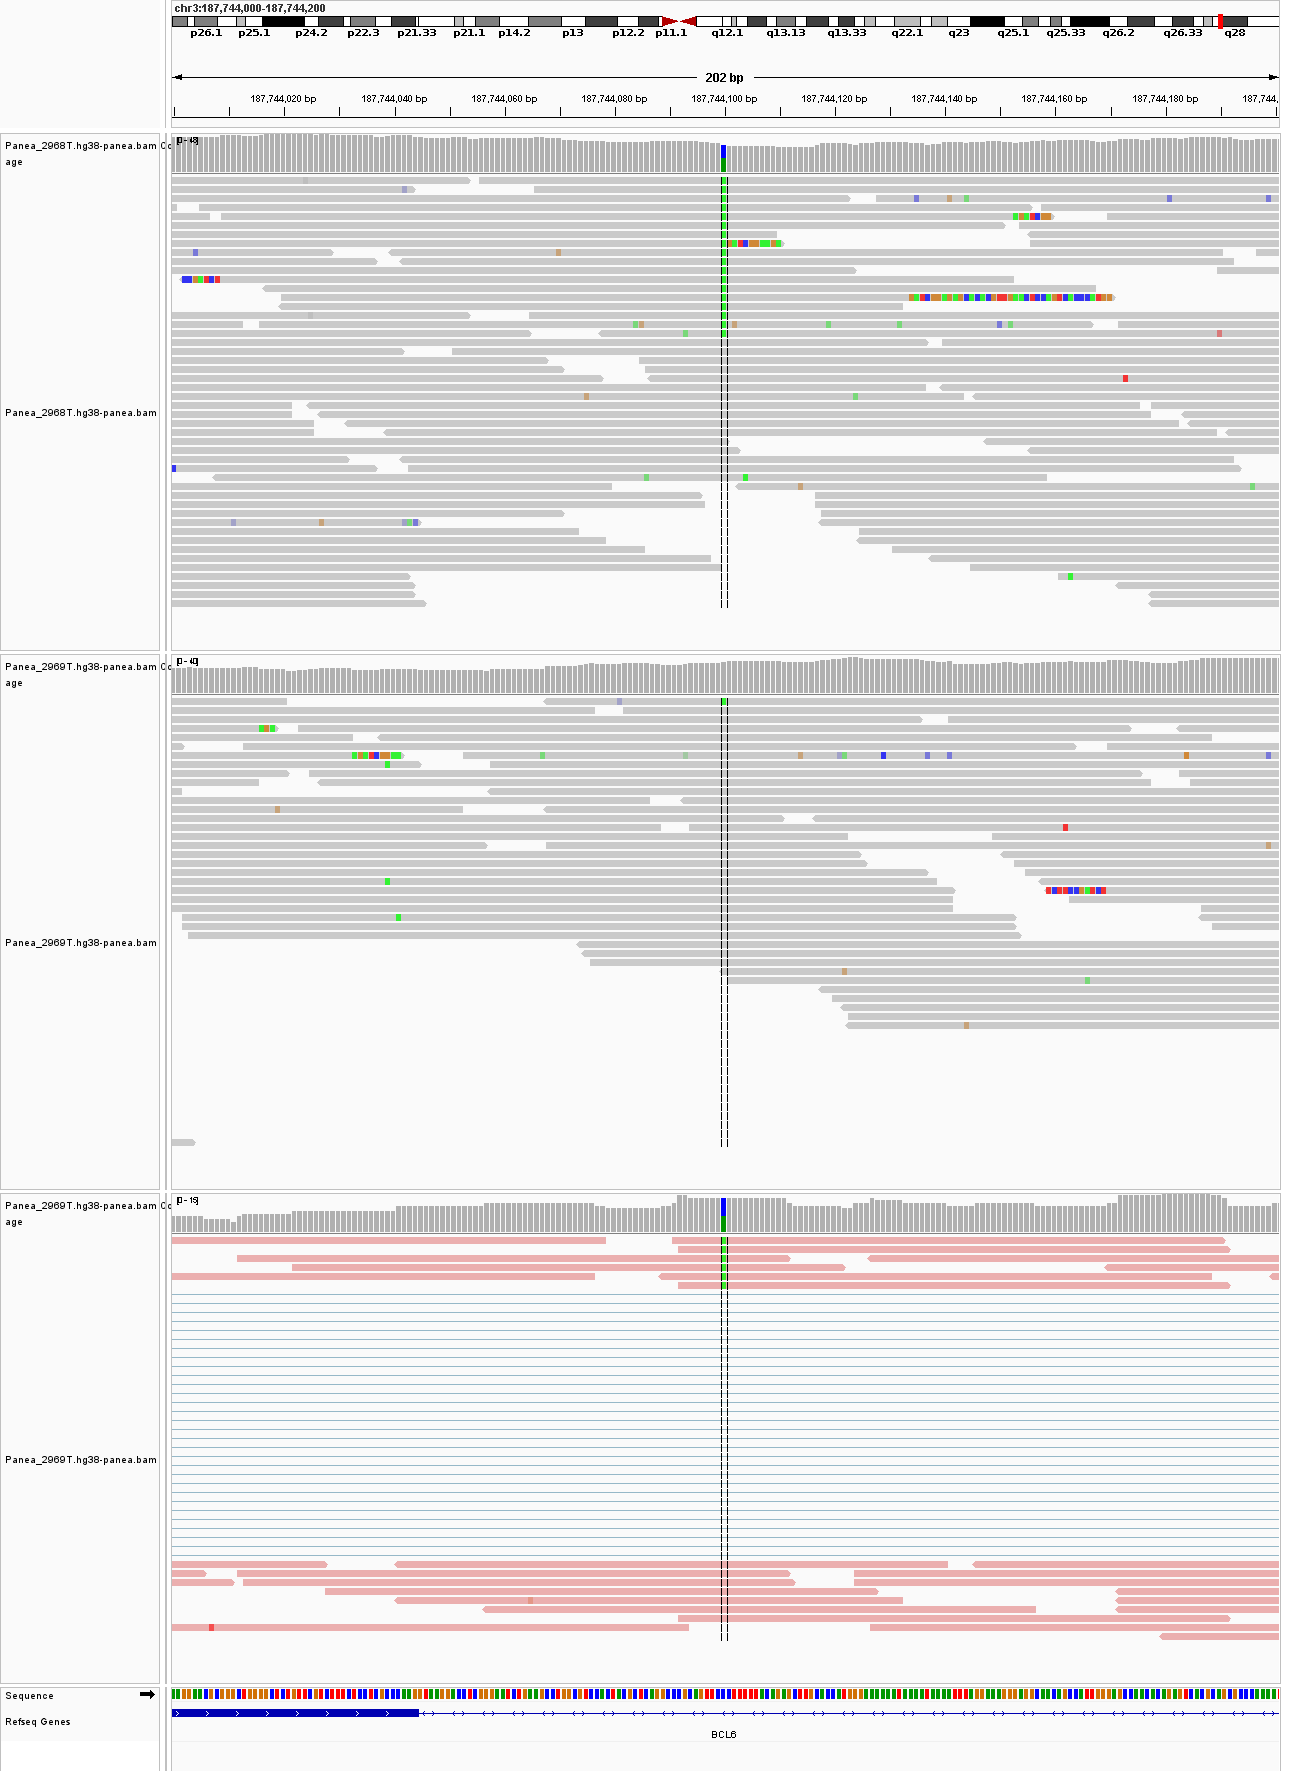 chr3:187,744,000-187,744,200
p26.1 p25.1 p24.2 p22.3 p21.33 p21.1 p14.2 p13 p12.2 p11.1 q12.1 q13.13 q13.33 q22.1 q23 q25.1 q25.33 q26.2 q26.33 q28
202 bp
187,744,020 bp 187,744,040 bp 187,744,060 bp 187,744,080 bp 187,744,100 bp 187,744,120 bp 187,744,140 bp 187,744,160 bp 187,744,180 bp 187,744,
Panea_2968T.hg38-panea.bam Co
age
Panea_2968T.hg38-panea.bam
Panea_2969T.hg38-panea.bam Co
[0 - 40]
age
Panea_2969T.hg38-panea.bam
Panea_2969T.hg38-panea.bam Co
age
Panea_2969T.hg38-panea.bam
Sequence
Refseq Genes
BCL6